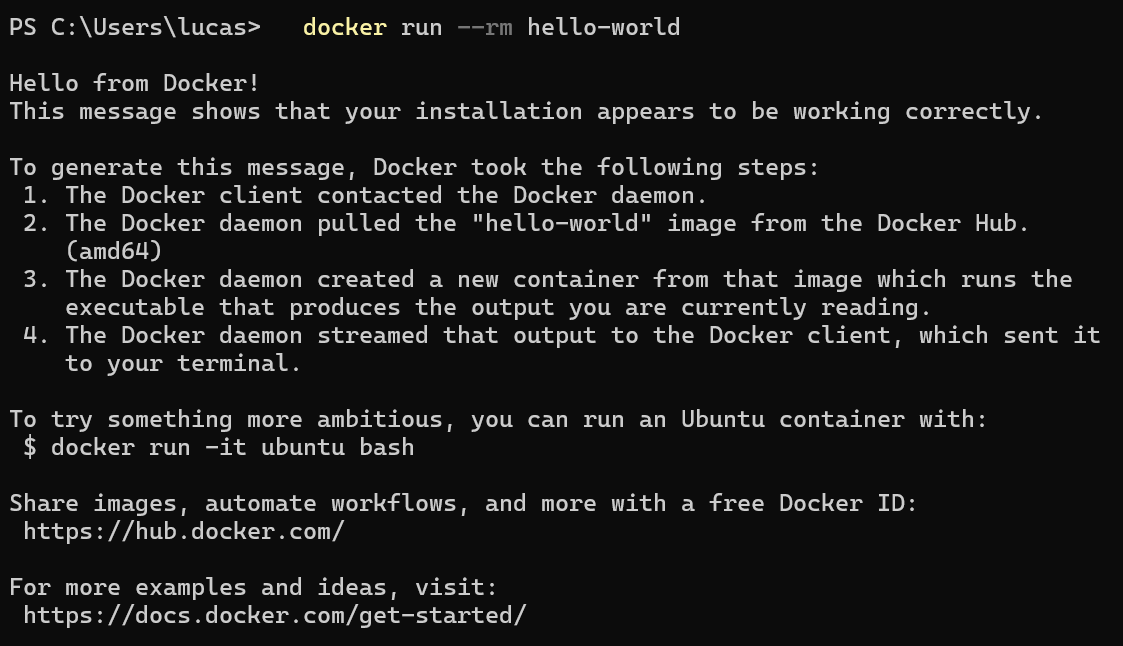 PS C:\Users\lucas>   docker run --rm hello-world

Hello from Docker!
This message shows that your installation appears to be working correctly.

To generate this message, Docker took the following steps:
 1. The Docker client contacted the Docker daemon.
 2. The Docker daemon pulled the "hello-world" image from the Docker Hub.
    (amd64)
 3. The Docker daemon created a new container from that image which runs the
    executable that produces the output you are currently reading.
 4. The Docker daemon streamed that output to the Docker client, which sent it
    to your terminal.

To try something more ambitious, you can run an Ubuntu container with:
 $ docker run -it ubuntu bash

Share images, automate workflows, and more with a free Docker ID:
 https://hub.docker.com/

For more examples and ideas, visit:
 https://docs.docker.com/get-started/